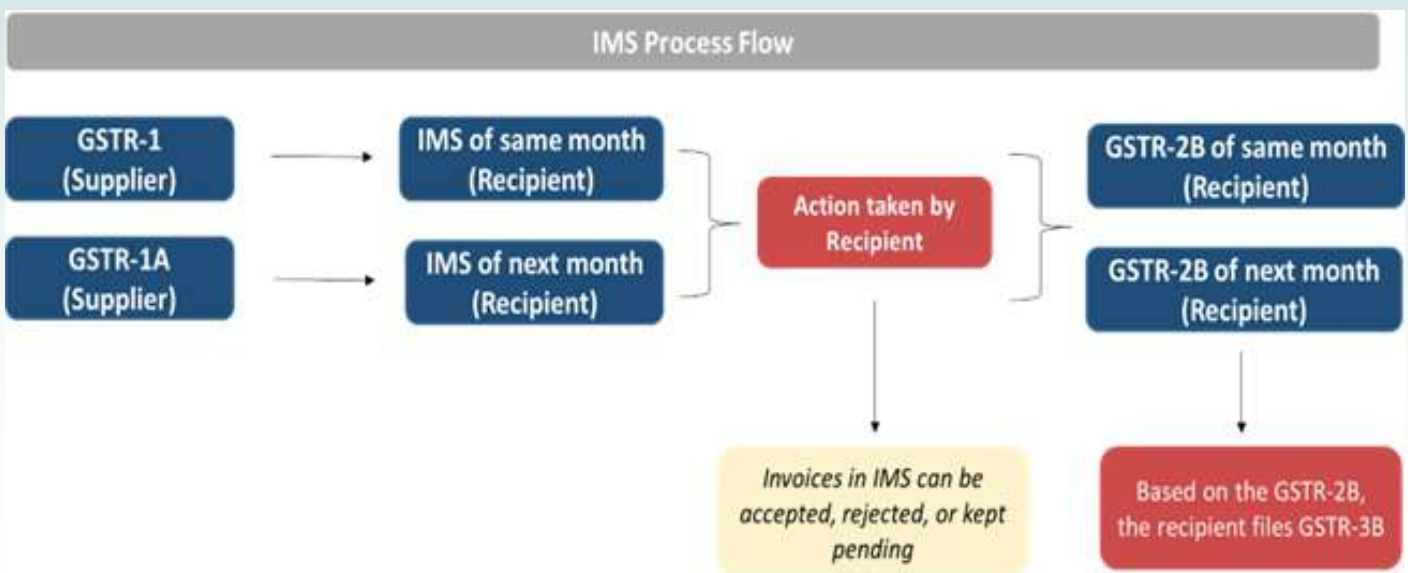 IMS Process Flow
GSTR-1
(Supplier)
IMS of same month
(Recipient)
GSTR-2B of same month
(Recipient)
Action taken by
Recipient
GSTR-1A
(Supplier)
IMS of next month
(Recipient)
GSTR-2B of next month
(Recipient)
Invoices in IMS can be
accepted, rejected, or kept
pending
Based on the GSTR-2B,
the recipient files GSTR-3B